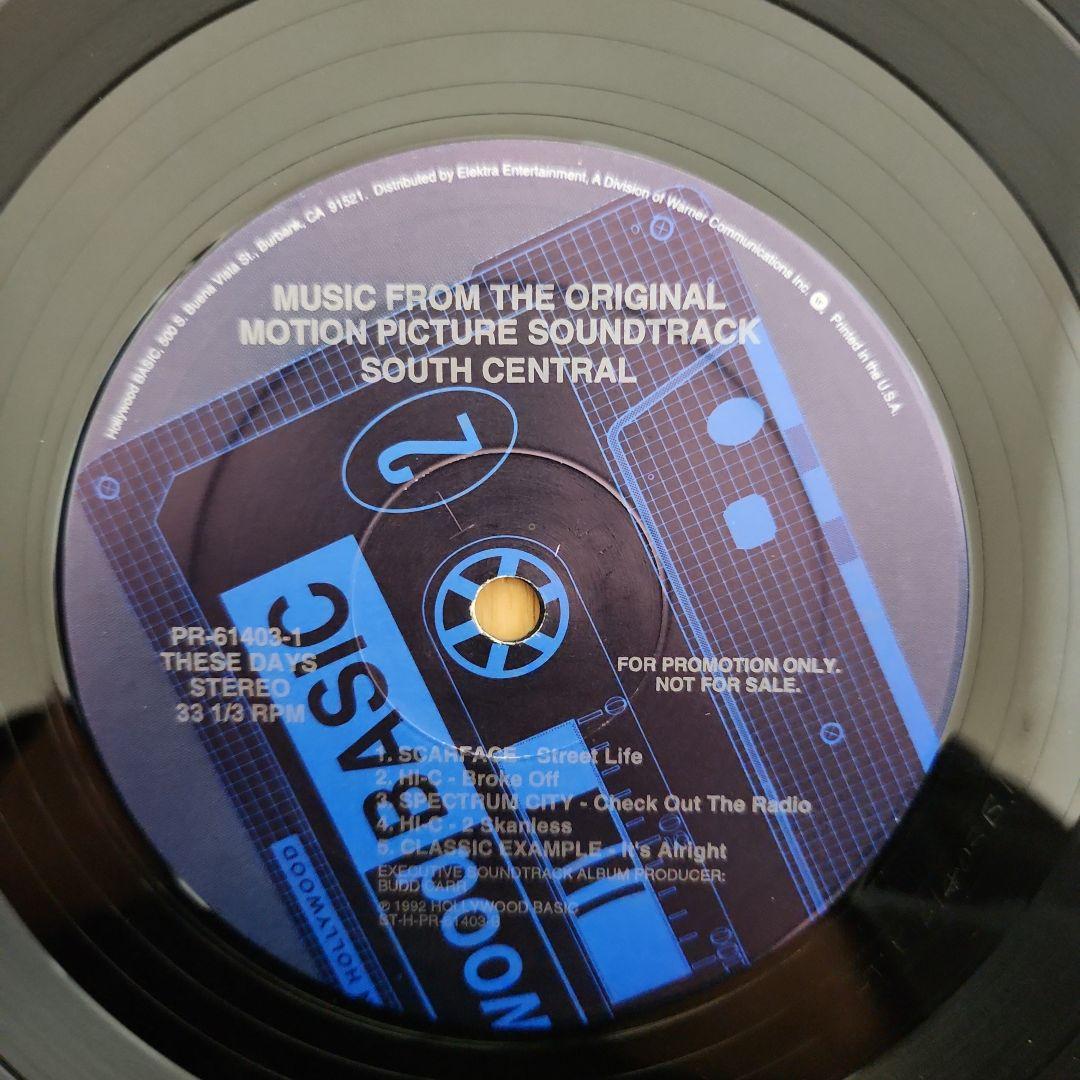 Hollywood BASIC, 500 S. Buena Vista St., Burbank, CA 91521. Distributed by Elektra Entertainment, A Division of Warner Communications Inc. Printed in the U.S.A.
MUSIC FROM THE ORIGINAL
MOTION PICTURE SOUNDTRACK
SOUTH CENTRAL
2
BASIC
PR-61403-1
THESE DAYS
STEREO
33 1/3 RPM
FOR PROMOTION ONLY.
NOT FOR SALE.
1. SCARFACE - Street Life
2. HI-C - Broke Off
3. SPECTRUM CITY - Check Out The Radio
4. HI-C - 2 Skanless
5. CLASSIC EXAMPLE - It's Alright
EXECUTIVE SOUNDTRACK ALBUM PRODUCER:
BUDD CARR
℗ 1992 HOLLYWOOD BASIC
ST-H-PR-61403-B
HOLLYWOOD
HOLLYWOOD